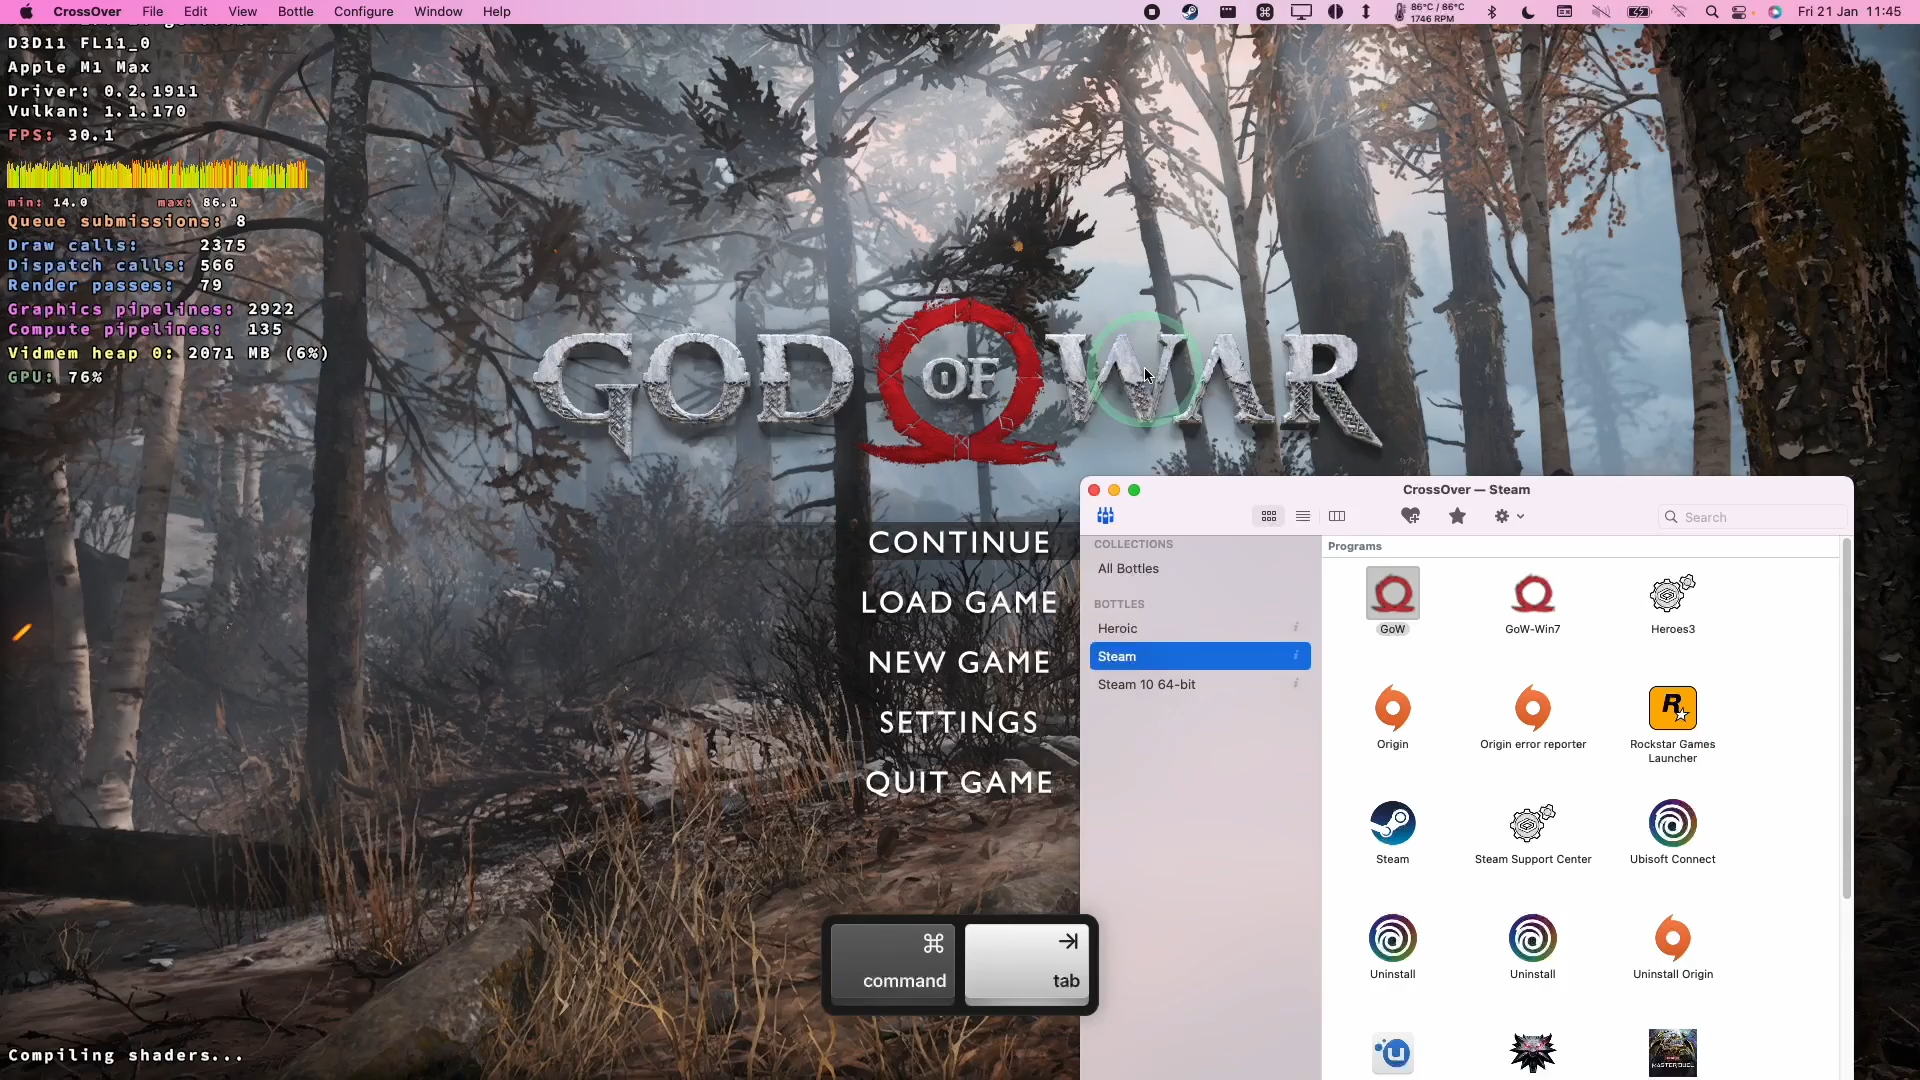 CrossOver File Edit View Bottle Configure Window Help
86°C / 86°C
1746 RPM
Fri 21 Jan 11:45
D3D11 FL11_0
Apple M1 Max
Driver: 0.2.1911
Vulkan: 1.1.170
FPS: 30.1
min: 14.0 max: 86.1
Queue submissions: 8
Draw calls: 2375
Dispatch calls: 566
Render passes: 79
Graphics pipelines: 2922
Compute pipelines: 135
Vidmem heap 0: 2071 MB (6%)
GPU: 76%
GOD OF WAR
CONTINUE
LOAD GAME
NEW GAME
SETTINGS
QUIT GAME
CrossOver — Steam
Search
COLLECTIONS
All Bottles
BOTTLES
Heroic
Steam
Steam 10 64-bit
Programs
GoW GoW-Win7 Heroes3
Origin Origin error reporter Rockstar Games
Launcher
Steam Steam Support Center Ubisoft Connect
Uninstall Uninstall Uninstall Origin
MASTER DUEL
⌘ ⇥
command tab
Compiling shaders...